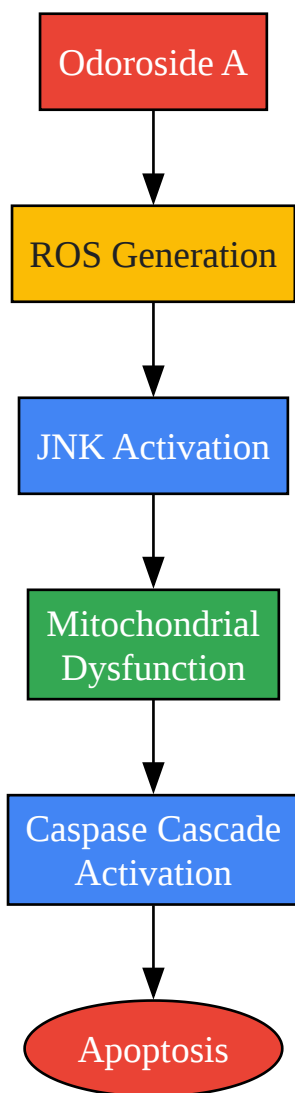 Odoroside A
ROS Generation
JNK Activation
Mitochondrial
Dysfunction
Caspase Cascade
Activation
Apoptosis